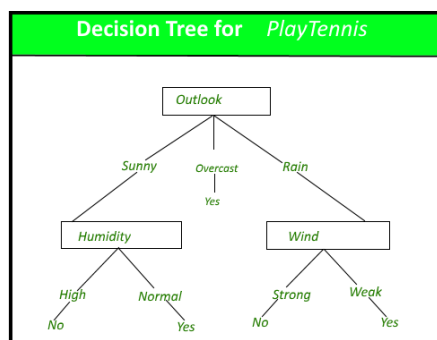 Decision Tree for PlayTennis
Outlook
Sunny Overcast Rain
Yes
Humidity Wind
High Normal Strong Weak
No Yes No Yes